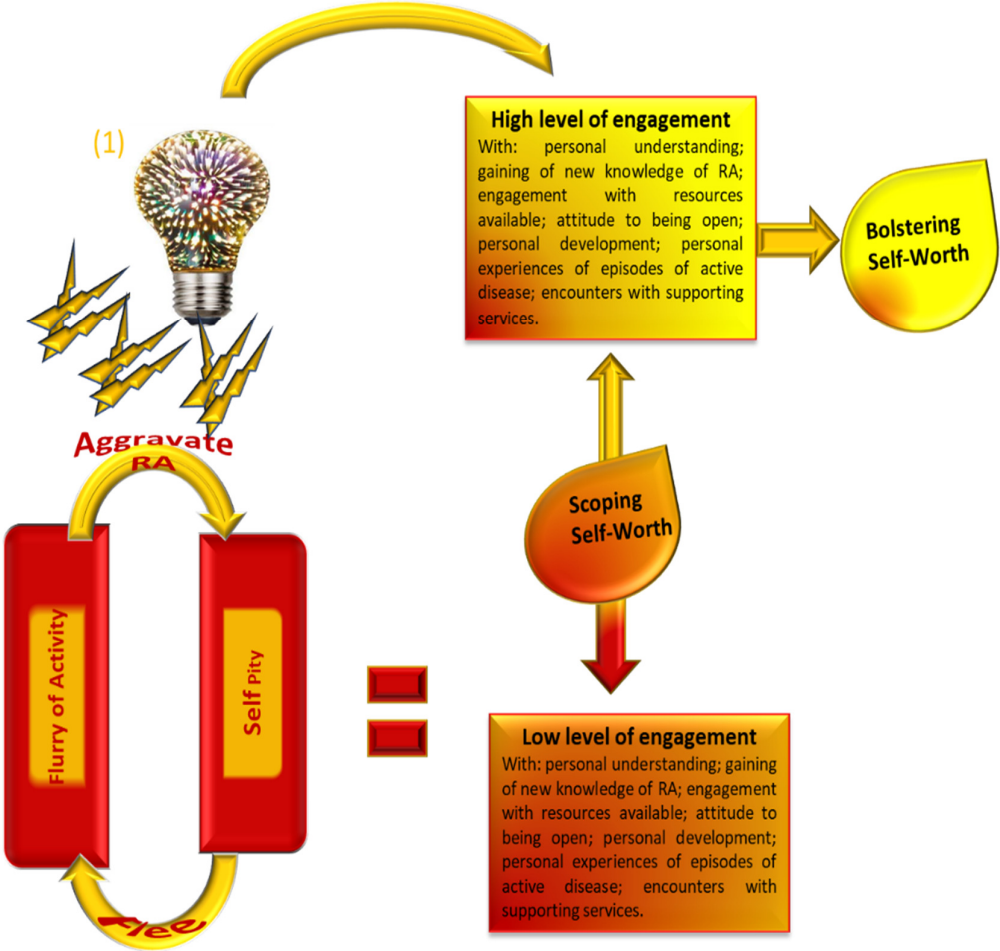 (1)
High level of engagement
With: personal understanding;
gaining of new knowledge of RA;
engagement with resources
available; attitude to being open;
personal development; personal
experiences of episodes of active
disease; encounters with supporting
services.
Bolstering
Self-Worth
Aggravate
RA
Scoping
Self-Worth
Flurry of Activity
Self Pity
Low level of engagement
With: personal understanding; gaining
of new knowledge of RA; engagement
with resources available; attitude to
being open; personal development;
personal experiences of episodes of
active disease; encounters with
supporting services.
Flee